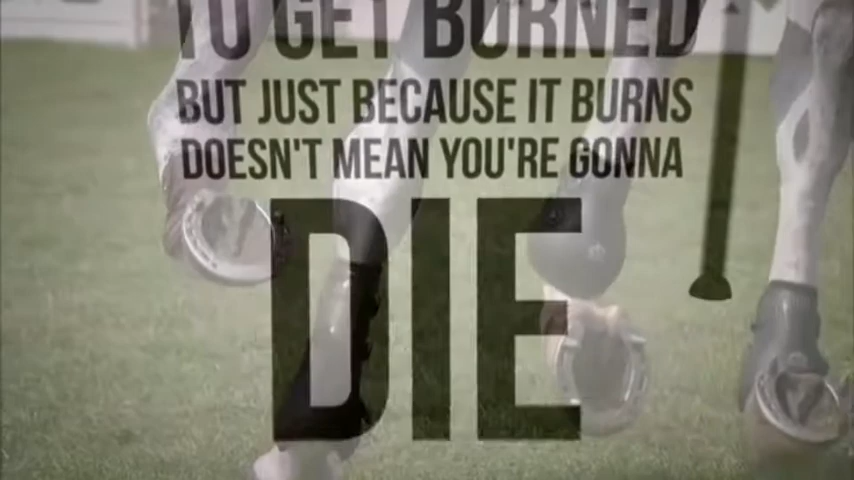 TO GET BURNED
BUT JUST BECAUSE IT BURNS
DOESN'T MEAN YOU'RE GONNA
DIE